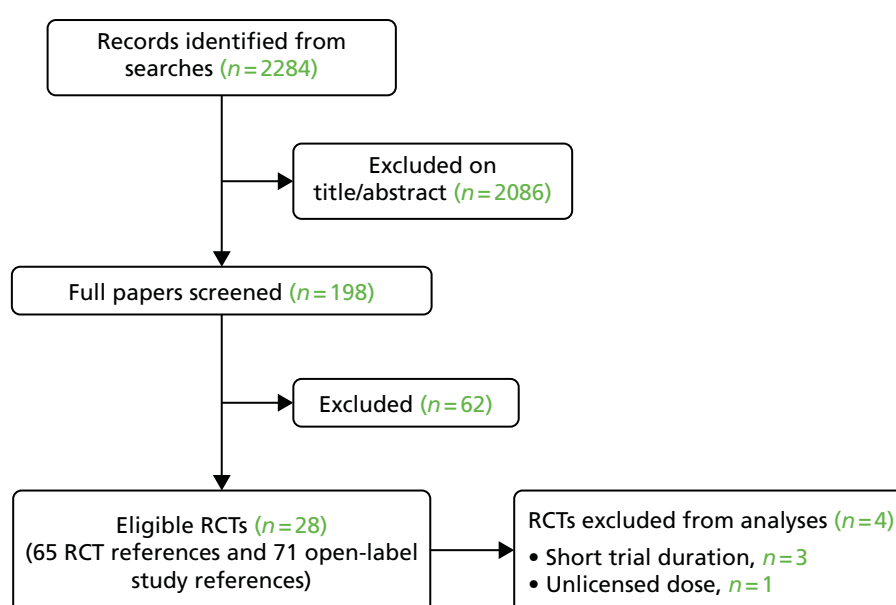 Records identified from
searches (n=2284)
Excluded on
title/abstract (n=2086)
Full papers screened (n=198)
Excluded (n=62)
Eligible RCTs (n=28)
(65 RCT references and 71 open-label
study references)
RCTs excluded from analyses (n=4)
• Short trial duration, n=3
• Unlicensed dose, n=1